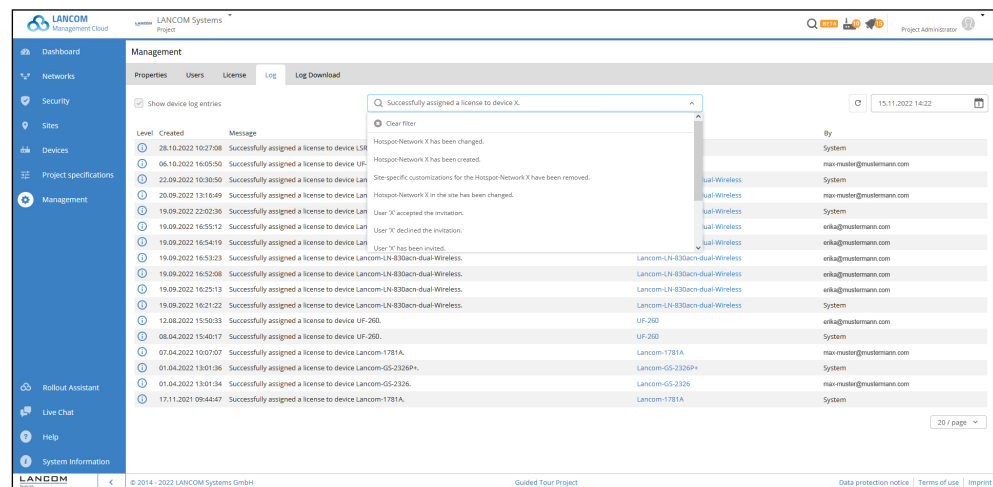 LANCOM
Management Cloud
LANCOM Systems
Project
BETA
Project Administrator
Dashboard
Networks
Security
Sites
Devices
Project specifications
Management
Rollout Assistant
Live Chat
Help
System Information
LANCOM
Management
Properties Users License Log Log Download
Show device log entries
Successfully assigned a license to device X.
15.11.2022 14:22
Clear filter
Hotspot-Network X has been changed.
Hotspot-Network X has been created.
Site-specific customizations for the Hotspot-Network X have been removed.
Hotspot-Network X in the site has been changed.
User 'X' accepted the invitation.
User 'X' declined the invitation.
User 'X' has been invited.
Level Created Message By
28.10.2022 10:27:08 Successfully assigned a license to device LSR System
06.10.2022 16:05:50 Successfully assigned a license to device UF- max-muster@mustermann.com
22.09.2022 10:30:50 Successfully assigned a license to device Lan ual-Wireless System
20.09.2022 13:16:49 Successfully assigned a license to device Lan ual-Wireless max-muster@mustermann.com
19.09.2022 22:02:36 Successfully assigned a license to device Lan ual-Wireless System
19.09.2022 16:55:12 Successfully assigned a license to device Lan ual-Wireless erika@mustermann.com
19.09.2022 16:54:19 Successfully assigned a license to device Lan ual-Wireless erika@mustermann.com
19.09.2022 16:53:23 Successfully assigned a license to device Lancom-LN-830acn-dual-Wireless. Lancom-LN-830acn-dual-Wireless erika@mustermann.com
19.09.2022 16:52:08 Successfully assigned a license to device Lancom-LN-830acn-dual-Wireless. Lancom-LN-830acn-dual-Wireless erika@mustermann.com
19.09.2022 16:25:13 Successfully assigned a license to device Lancom-LN-830acn-dual-Wireless. Lancom-LN-830acn-dual-Wireless erika@mustermann.com
19.09.2022 16:21:22 Successfully assigned a license to device Lancom-LN-830acn-dual-Wireless. Lancom-LN-830acn-dual-Wireless System
12.08.2022 15:50:33 Successfully assigned a license to device UF-260. UF-260 erika@mustermann.com
08.04.2022 15:40:17 Successfully assigned a license to device UF-260. UF-260 System
07.04.2022 10:07:07 Successfully assigned a license to device Lancom-1781A. Lancom-1781A max-muster@mustermann.com
01.04.2022 13:01:36 Successfully assigned a license to device Lancom-GS-2326P+. Lancom-GS-2326P+ System
01.04.2022 13:01:34 Successfully assigned a license to device Lancom-GS-2326. Lancom-GS-2326 max-muster@mustermann.com
17.11.2021 09:44:47 Successfully assigned a license to device Lancom-1781A. Lancom-1781A System
20 / page
© 2014 - 2022 LANCOM Systems GmbH Guided Tour Project Data protection notice Terms of use Imprint